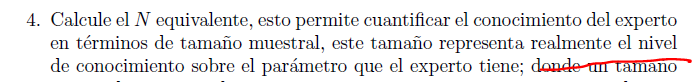 4. Calcule el N equivalente, esto permite cuantificar el conocimiento del experto
en términos de tamaño muestral, este tamaño representa realmente el nivel
de conocimiento sobre el parámetro que el experto tiene; donde un tamaño